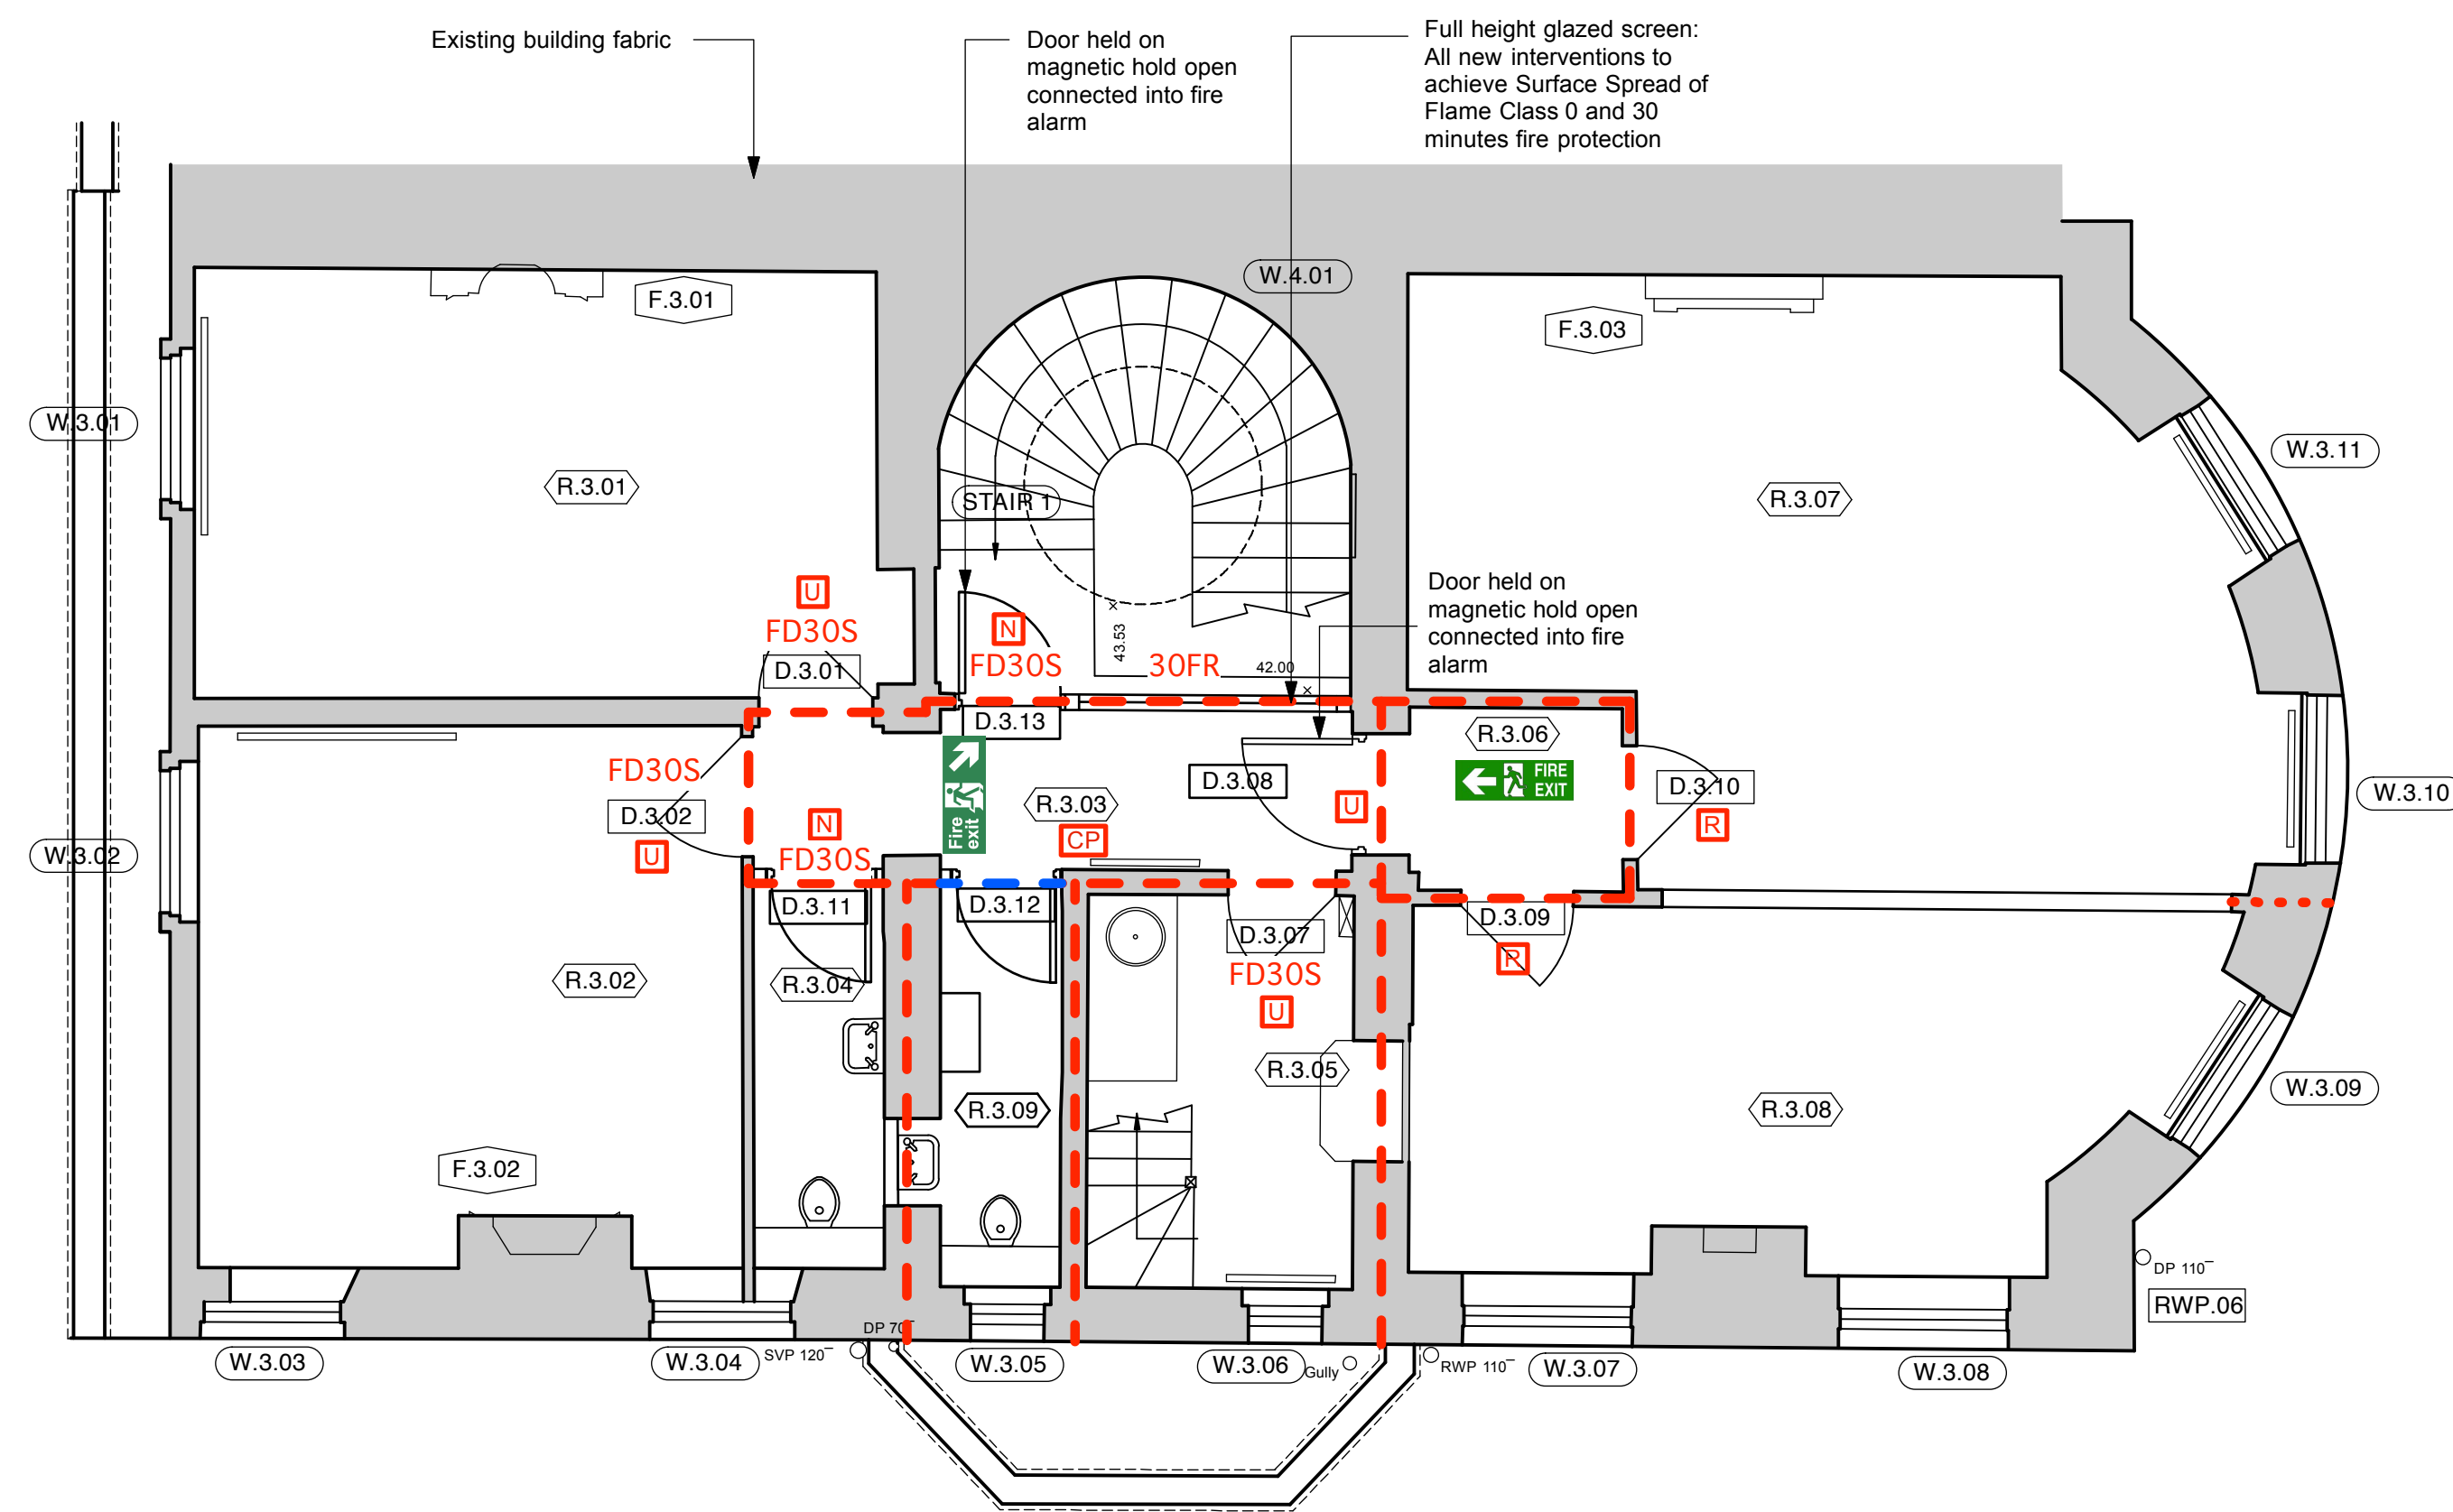 Existing building fabric
Door held on
magnetic hold open
connected into fire
alarm
Full height glazed screen:
All new interventions to
achieve Surface Spread of
Flame Class 0 and 30
minutes fire protection
W.4.01
F.3.01
F.3.03
W.3.01
W.3.11
R.3.01
STAIR 1
R.3.07
Door held on
magnetic hold open
connected into fire
alarm
U
FD30S
D.3.01
N
FD30S
43.53
30FR
42.00
D.3.13
R.3.06
FD30S
D.3.02
U
N
FD30S
Fire
exit
R.3.03
CP
D.3.08
U
FIRE
EXIT
D.3.10
R
W.3.10
W.3.02
D.3.11
D.3.12
D.3.07
FD30S
U
D.3.09
R
R.3.02
R.3.04
R.3.05
R.3.09
R.3.08
W.3.09
F.3.02
DP 110
RWP.06
DP 70
SVP 120
W.3.03
W.3.04
W.3.05
W.3.06
Gully
RWP 110
W.3.07
W.3.08